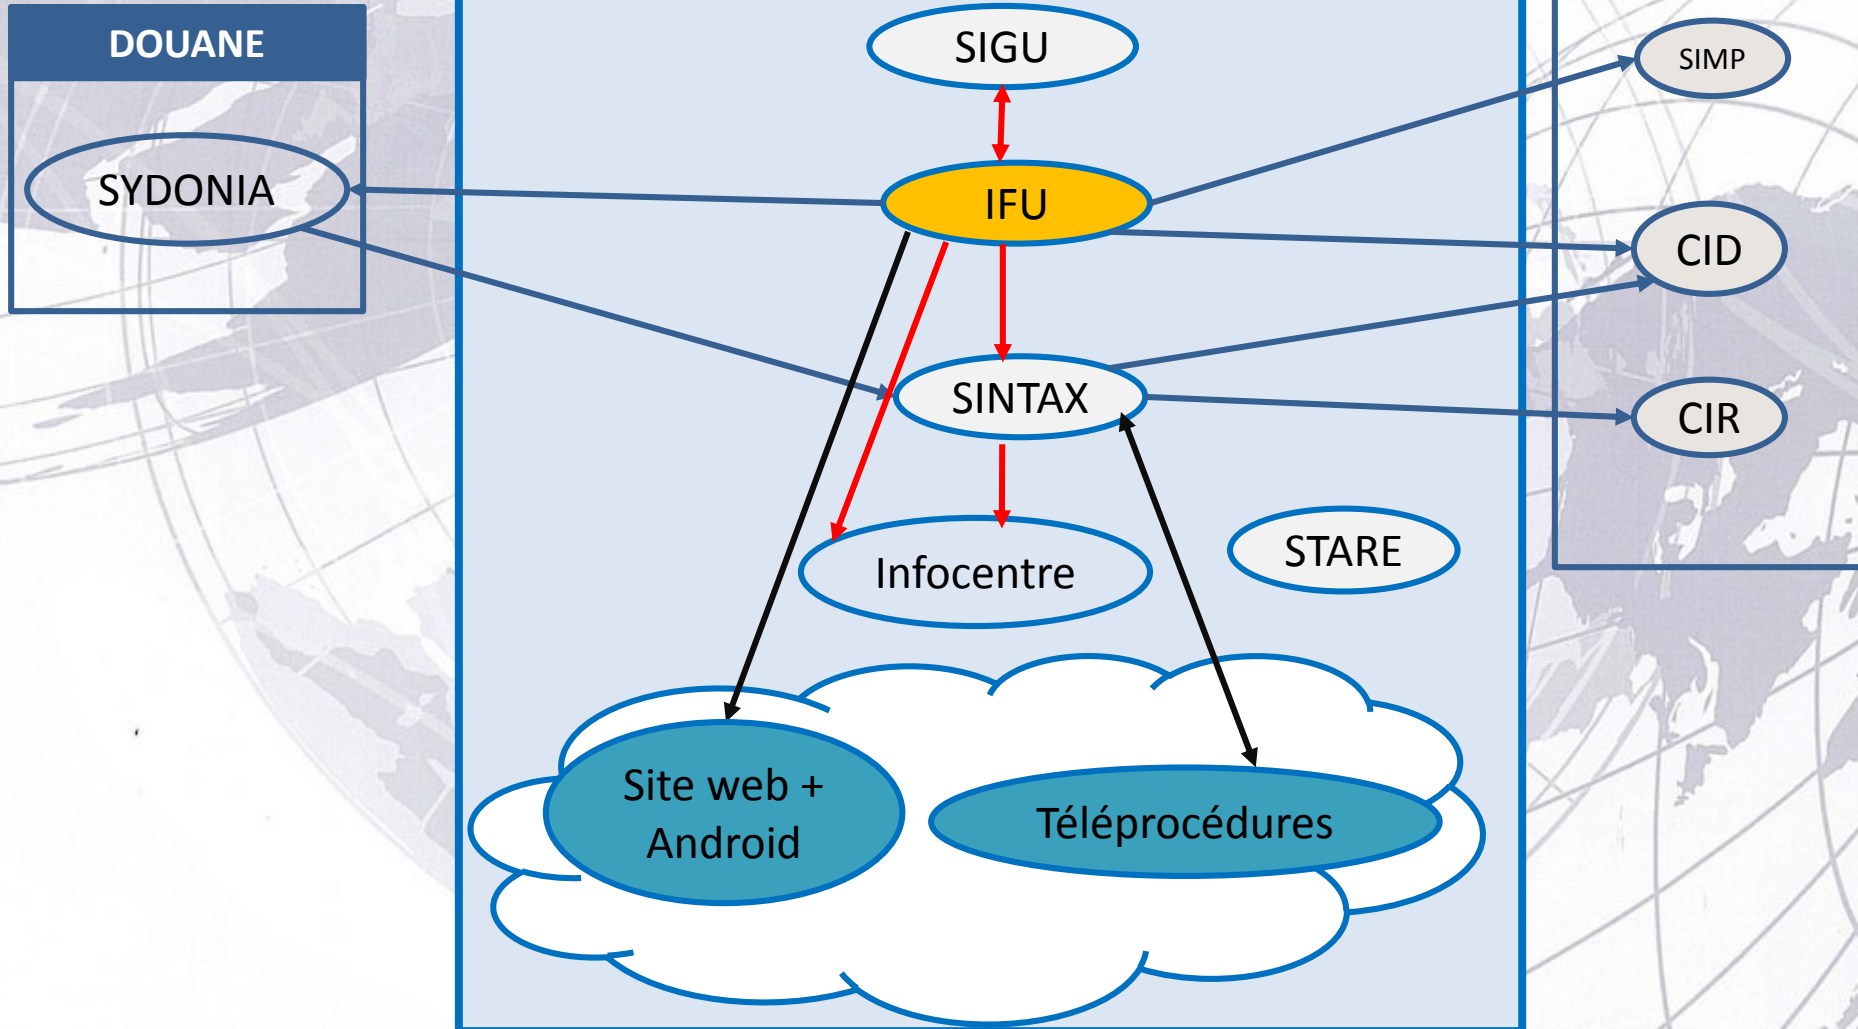 DOUANE
SYDONIA
SIGU
IFU
SINTAX
Infocentre
STARE
Site web +
Android
Téléprocédures
SIMP
CID
CIR